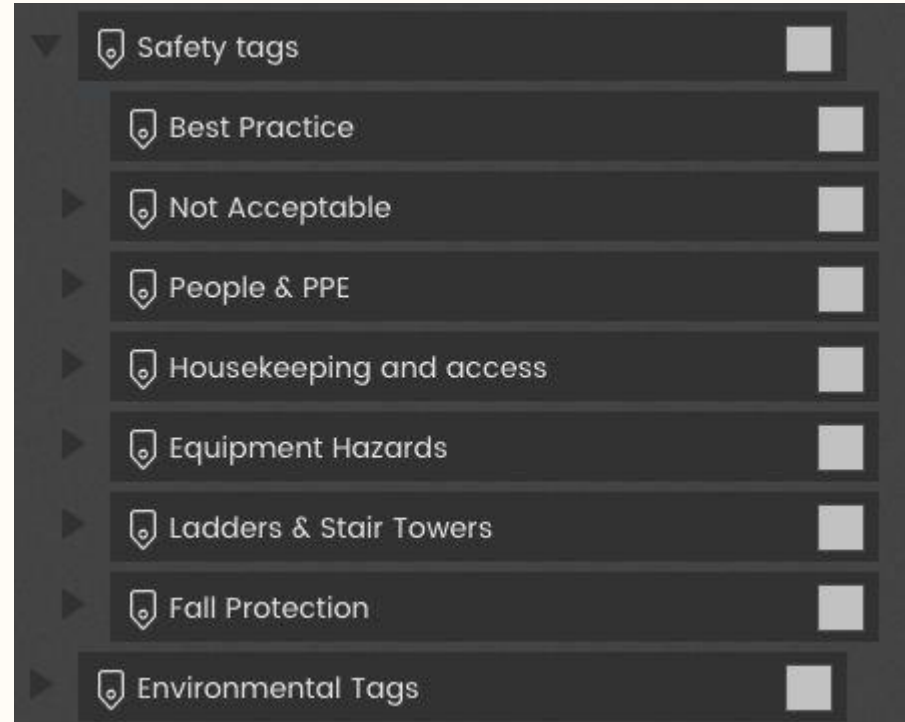 Safety tags
Best Practice
Not Acceptable
People & PPE
Housekeeping and access
Equipment Hazards
Ladders & Stair Towers
Fall Protection
Environmental Tags